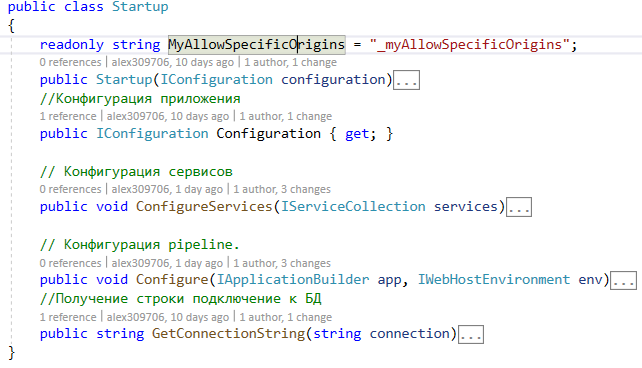 public class Startup
{
readonly string MyAllowSpecificOrigins = "_myAllowSpecificOrigins";
0 references | alex309706, 10 days ago | 1 author, 1 change
public Startup(IConfiguration configuration)...
//Конфигурация приложения
1 reference | alex309706, 10 days ago | 1 author, 1 change
public IConfiguration Configuration { get; }
// Конфигурация сервисов
0 references | alex309706, 1 day ago | 1 author, 3 changes
public void ConfigureServices(IServiceCollection services)...
// Конфигурация pipeline.
0 references | alex309706, 1 day ago | 1 author, 3 changes
public void Configure(IApplicationBuilder app, IWebHostEnvironment env)...
//Получение строки подключение к БД
1 reference | alex309706, 10 days ago | 1 author, 1 change
public string GetConnectionString(string connection)...
}